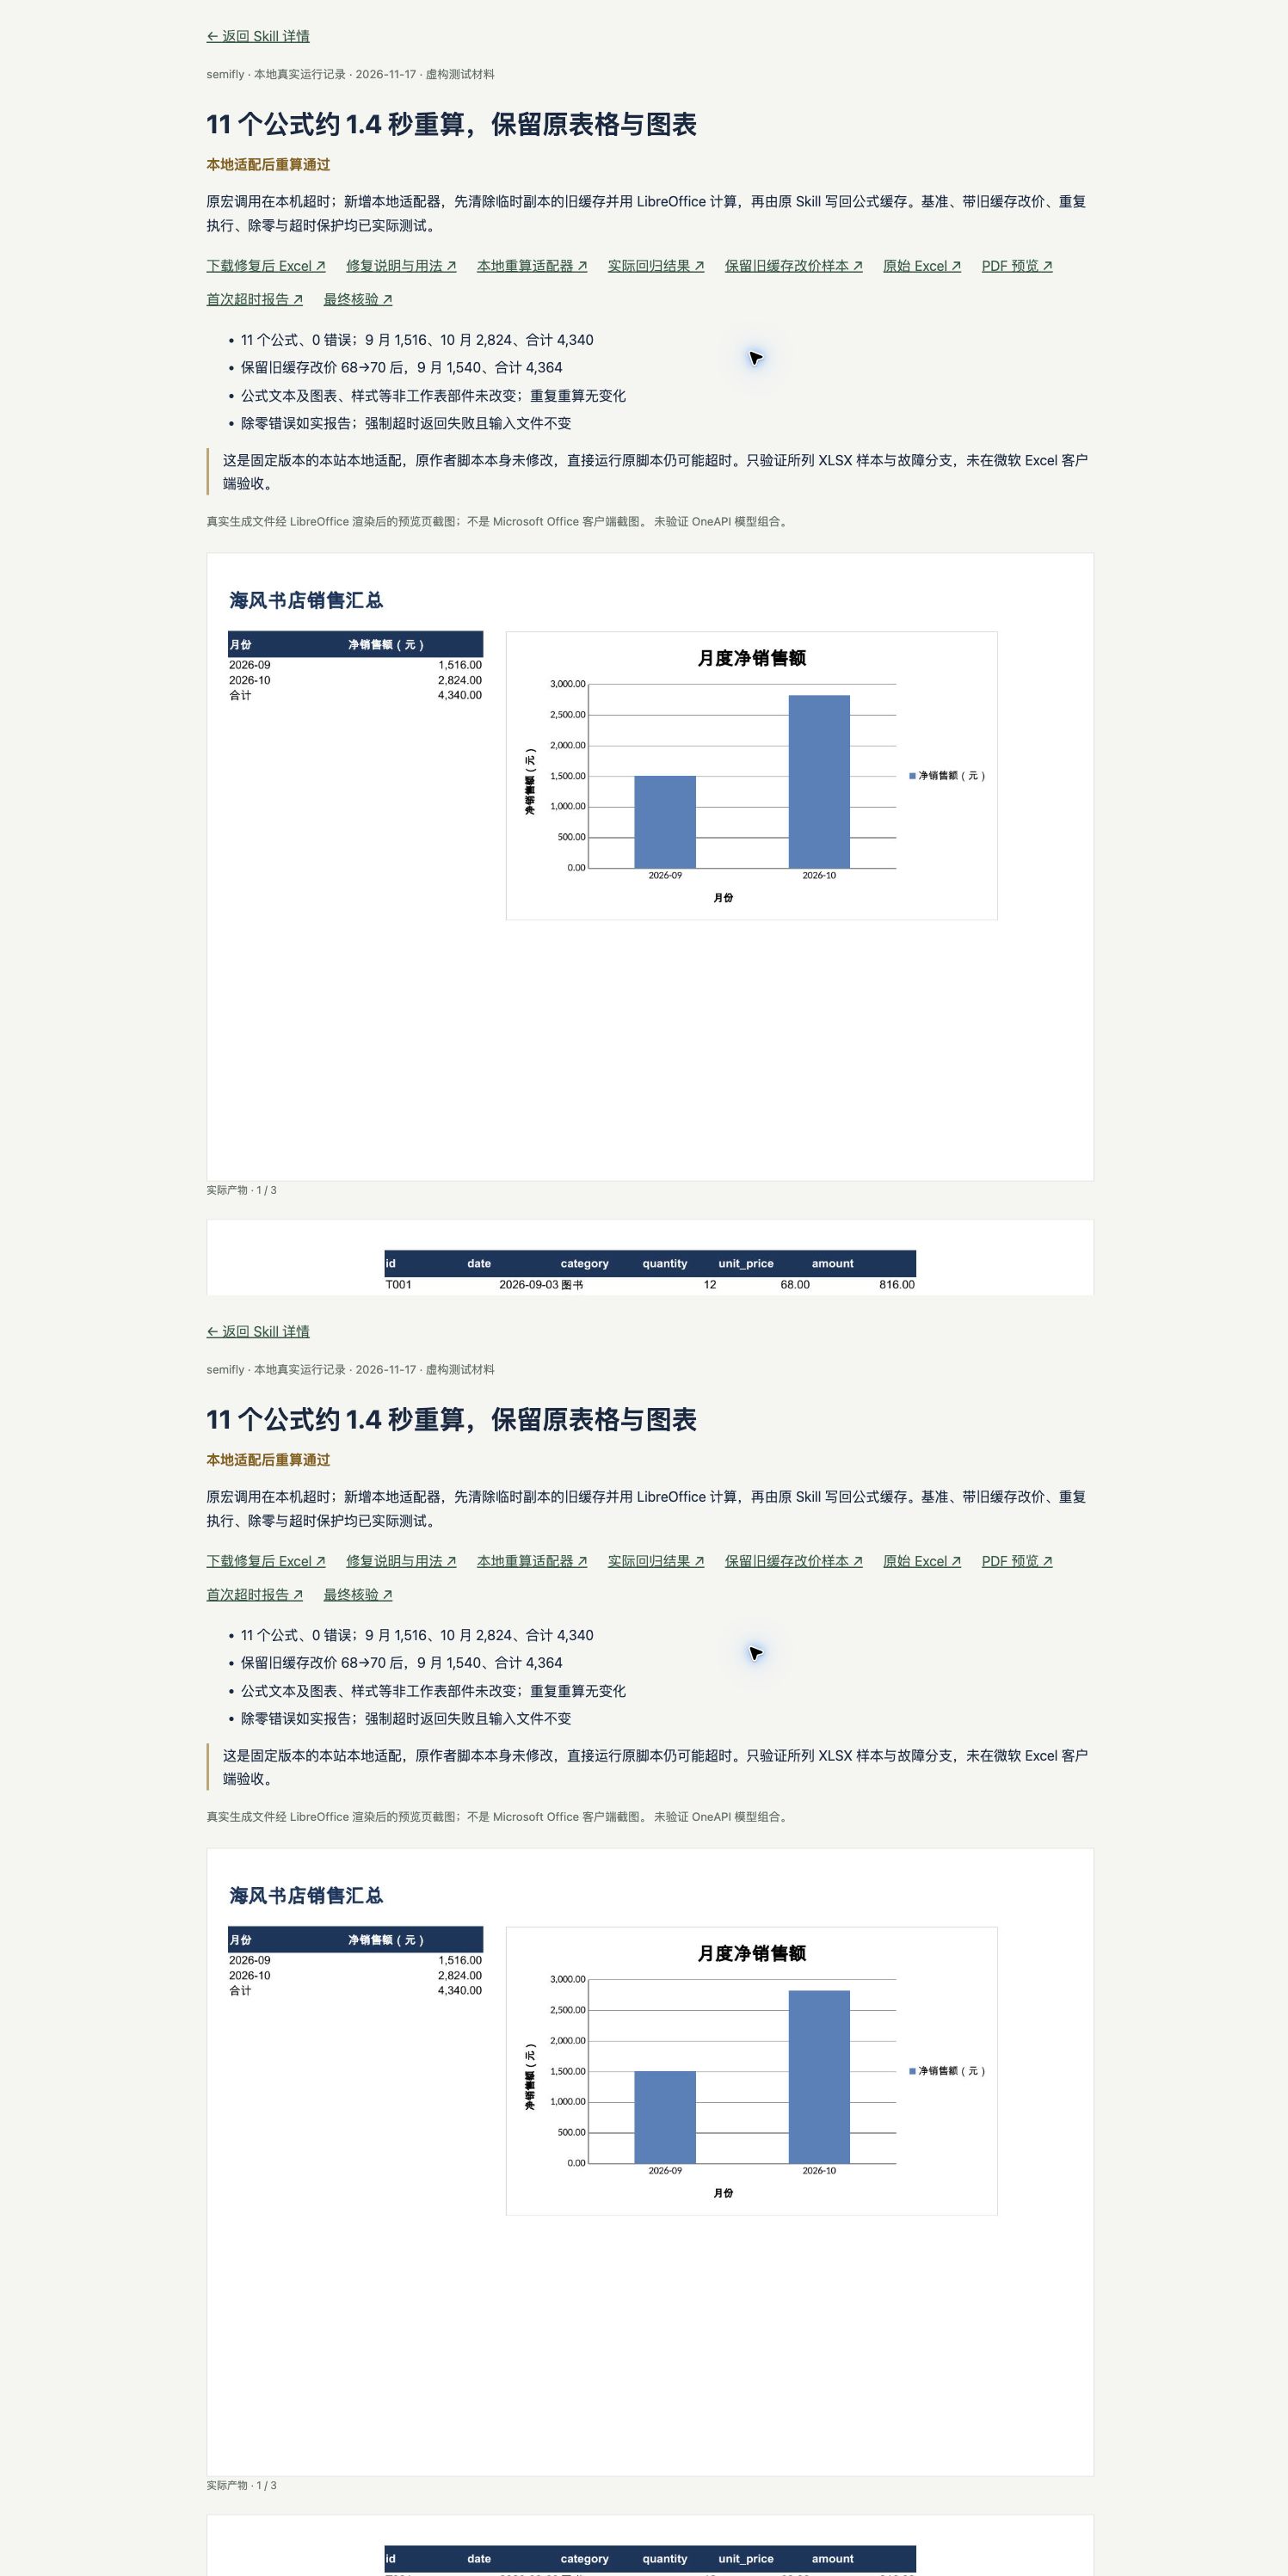 ← 返回 Skill 详情
semifly · 本地真实运行记录 · 2026-11-17 · 虚构测试材料
11 个公式约 1.4 秒重算，保留原表格与图表
本地适配后重算通过
原宏调用在本机超时；新增本地适配器，先清除临时副本的旧缓存并用 LibreOffice 计算，再由原 Skill 写回公式缓存。基准、带旧缓存改价、重复
执行、除零与超时保护均已实际测试。
下载修复后 Excel ↗ 修复说明与用法 ↗ 本地重算适配器 ↗ 实际回归结果 ↗ 保留旧缓存改价样本 ↗ 原始 Excel ↗ PDF 预览 ↗
首次超时报告 ↗ 最终核验 ↗
• 11 个公式、0 错误；9 月 1,516、10 月 2,824、合计 4,340
• 保留旧缓存改价 68→70 后，9 月 1,540、合计 4,364
• 公式文本及图表、样式等非工作表部件未改变；重复重算无变化
• 除零错误如实报告；强制超时返回失败且输入文件不变
这是固定版本的本站本地适配，原作者脚本本身未修改，直接运行原脚本仍可能超时。只验证所列 XLSX 样本与故障分支，未在微软 Excel 客户
端验收。
真实生成文件经 LibreOffice 渲染后的预览页截图；不是 Microsoft Office 客户端截图。 未验证 OneAPI 模型组合。
海风书店销售汇总
月份 净销售额（元）
2026-09 1,516.00
2026-10 2,824.00
合计 4,340.00
月度净销售额
3,000.00
2,500.00
2,000.00
1,500.00
1,000.00
500.00
0.00
净销售额（元）
2026-09 2026-10
月份
净销售额（元）
实际产物 · 1 / 3
id date category quantity unit_price amount
T001 2026-09-03 图书 12 68.00 816.00
← 返回 Skill 详情
semifly · 本地真实运行记录 · 2026-11-17 · 虚构测试材料
11 个公式约 1.4 秒重算，保留原表格与图表
本地适配后重算通过
原宏调用在本机超时；新增本地适配器，先清除临时副本的旧缓存并用 LibreOffice 计算，再由原 Skill 写回公式缓存。基准、带旧缓存改价、重复
执行、除零与超时保护均已实际测试。
下载修复后 Excel ↗ 修复说明与用法 ↗ 本地重算适配器 ↗ 实际回归结果 ↗ 保留旧缓存改价样本 ↗ 原始 Excel ↗ PDF 预览 ↗
首次超时报告 ↗ 最终核验 ↗
• 11 个公式、0 错误；9 月 1,516、10 月 2,824、合计 4,340
• 保留旧缓存改价 68→70 后，9 月 1,540、合计 4,364
• 公式文本及图表、样式等非工作表部件未改变；重复重算无变化
• 除零错误如实报告；强制超时返回失败且输入文件不变
这是固定版本的本站本地适配，原作者脚本本身未修改，直接运行原脚本仍可能超时。只验证所列 XLSX 样本与故障分支，未在微软 Excel 客户
端验收。
真实生成文件经 LibreOffice 渲染后的预览页截图；不是 Microsoft Office 客户端截图。 未验证 OneAPI 模型组合。
海风书店销售汇总
月份 净销售额（元）
2026-09 1,516.00
2026-10 2,824.00
合计 4,340.00
月度净销售额
3,000.00
2,500.00
2,000.00
1,500.00
1,000.00
500.00
0.00
净销售额（元）
2026-09 2026-10
月份
净销售额（元）
实际产物 · 1 / 3
id date category quantity unit_price amount